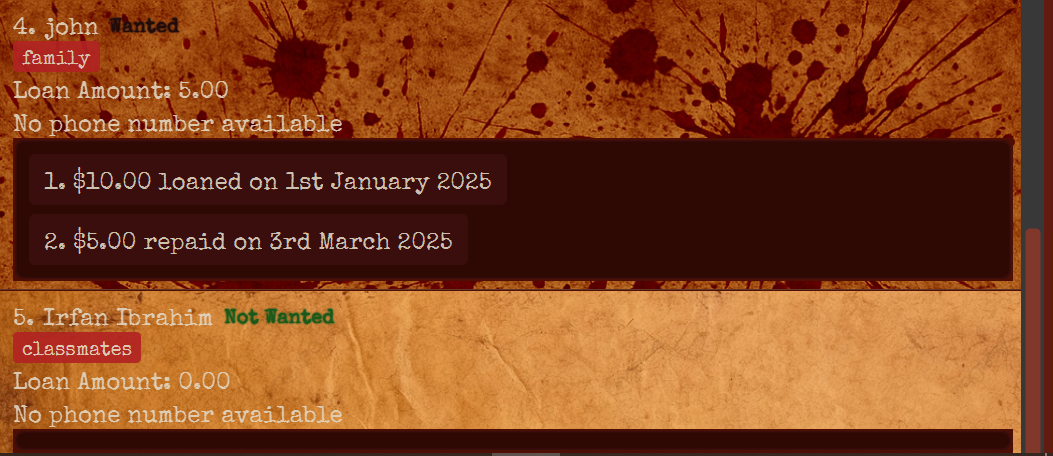 4. john Wanted
family
Loan Amount: 5.00
No phone number available
1. $10.00 loaned on 1st January 2025
2. $5.00 repaid on 3rd March 2025
5. Irfan Ibrahim Not Wanted
classmates
Loan Amount: 0.00
No phone number available